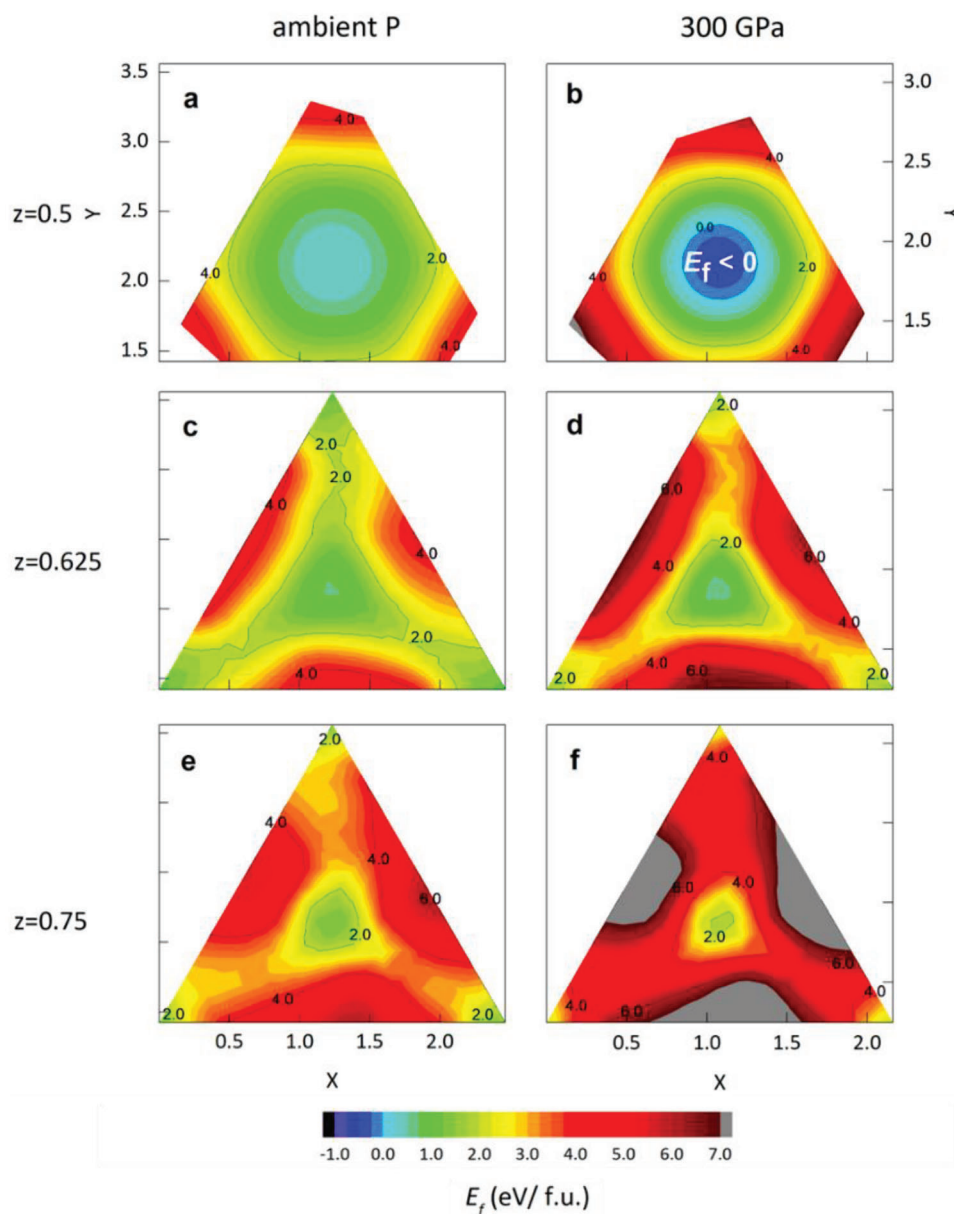 ambient P 300 GPa
3.5 a 4.0 b 3.0
3.0 4.0 2.5
z=0.5 Y 2.5 0.0 Y
2.0 4.0 2.0 4.0 E_f < 0 2.0 2.0
1.5 4.0 4.0 1.5
c 2.0 d 2.0
2.0
4.0 6.0
z=0.625 4.0 2.0 6.0
4.0
2.0 4.0
4.0 4.0 6.0
2.0 2.0
e 2.0 f 4.0
4.0
4.0 6.0 4.0
z=0.75 6.0
2.0 2.0
4.0 6.0
2.0 2.0 4.0 6.0 4.0
0.5 1.0 1.5 2.0 0.5 1.0 1.5 2.0
X X
-1.0 0.0 1.0 2.0 3.0 4.0 5.0 6.0 7.0
E_f (eV/ f.u.)